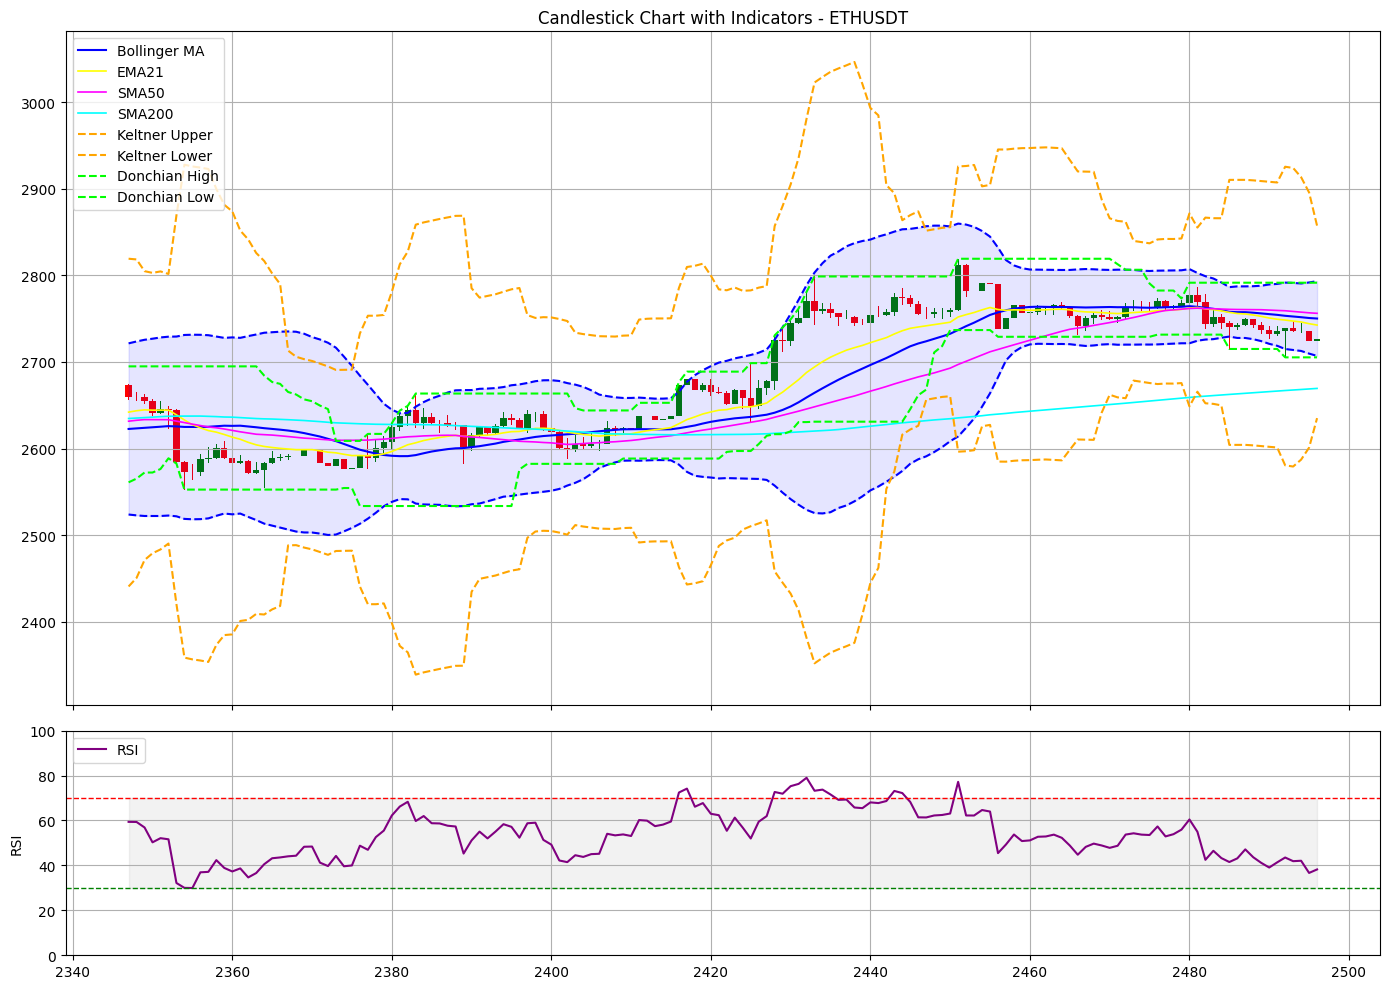 Candlestick Chart with Indicators - ETHUSDT
Bollinger MA
EMA21
SMA50
SMA200
Keltner Upper
Keltner Lower
Donchian High
Donchian Low
3000
2900
2800
2700
2600
2500
2400
RSI
100
80
60
40
20
0
RSI
2340
2360
2380
2400
2420
2440
2460
2480
2500